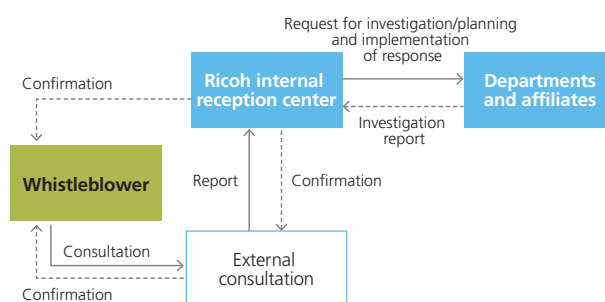 Request for investigation/planning
and implementation
of response
Confirmation
Ricoh internal
reception center
Departments
and affiliates
Investigation
report
Whistleblower
Report
Confirmation
Consultation
External
consultation
Confirmation